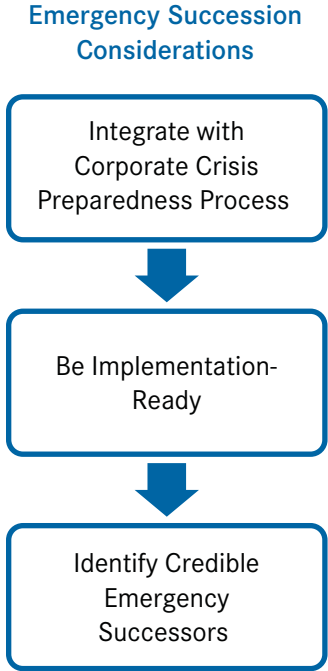 Emergency Succession
Considerations
Integrate with
Corporate Crisis
Preparedness Process
Be Implementation-
Ready
Identify Credible
Emergency
Successors